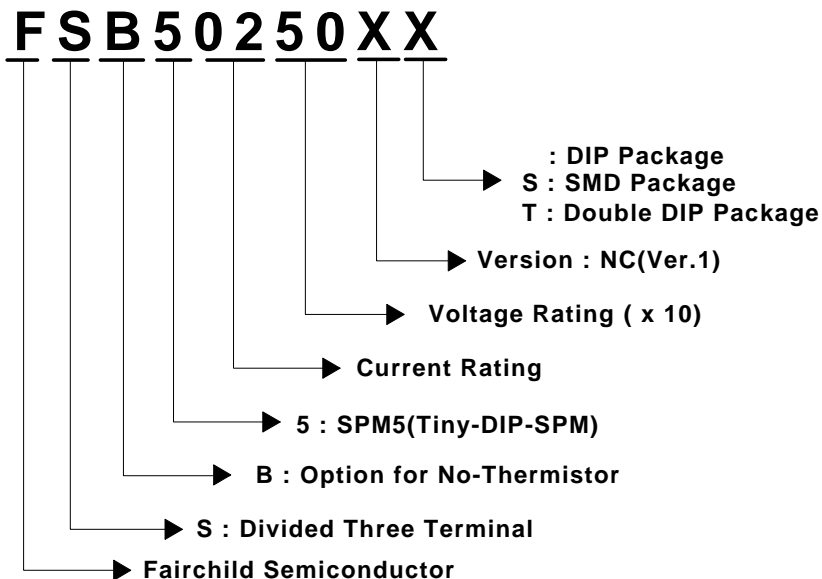 FSB50250XX
: DIP Package
S : SMD Package
T : Double DIP Package
Version : NC(Ver.1)
Voltage Rating ( x 10)
Current Rating
5 : SPM5(Tiny-DIP-SPM)
B : Option for No-Thermistor
S : Divided Three Terminal
Fairchild Semiconductor